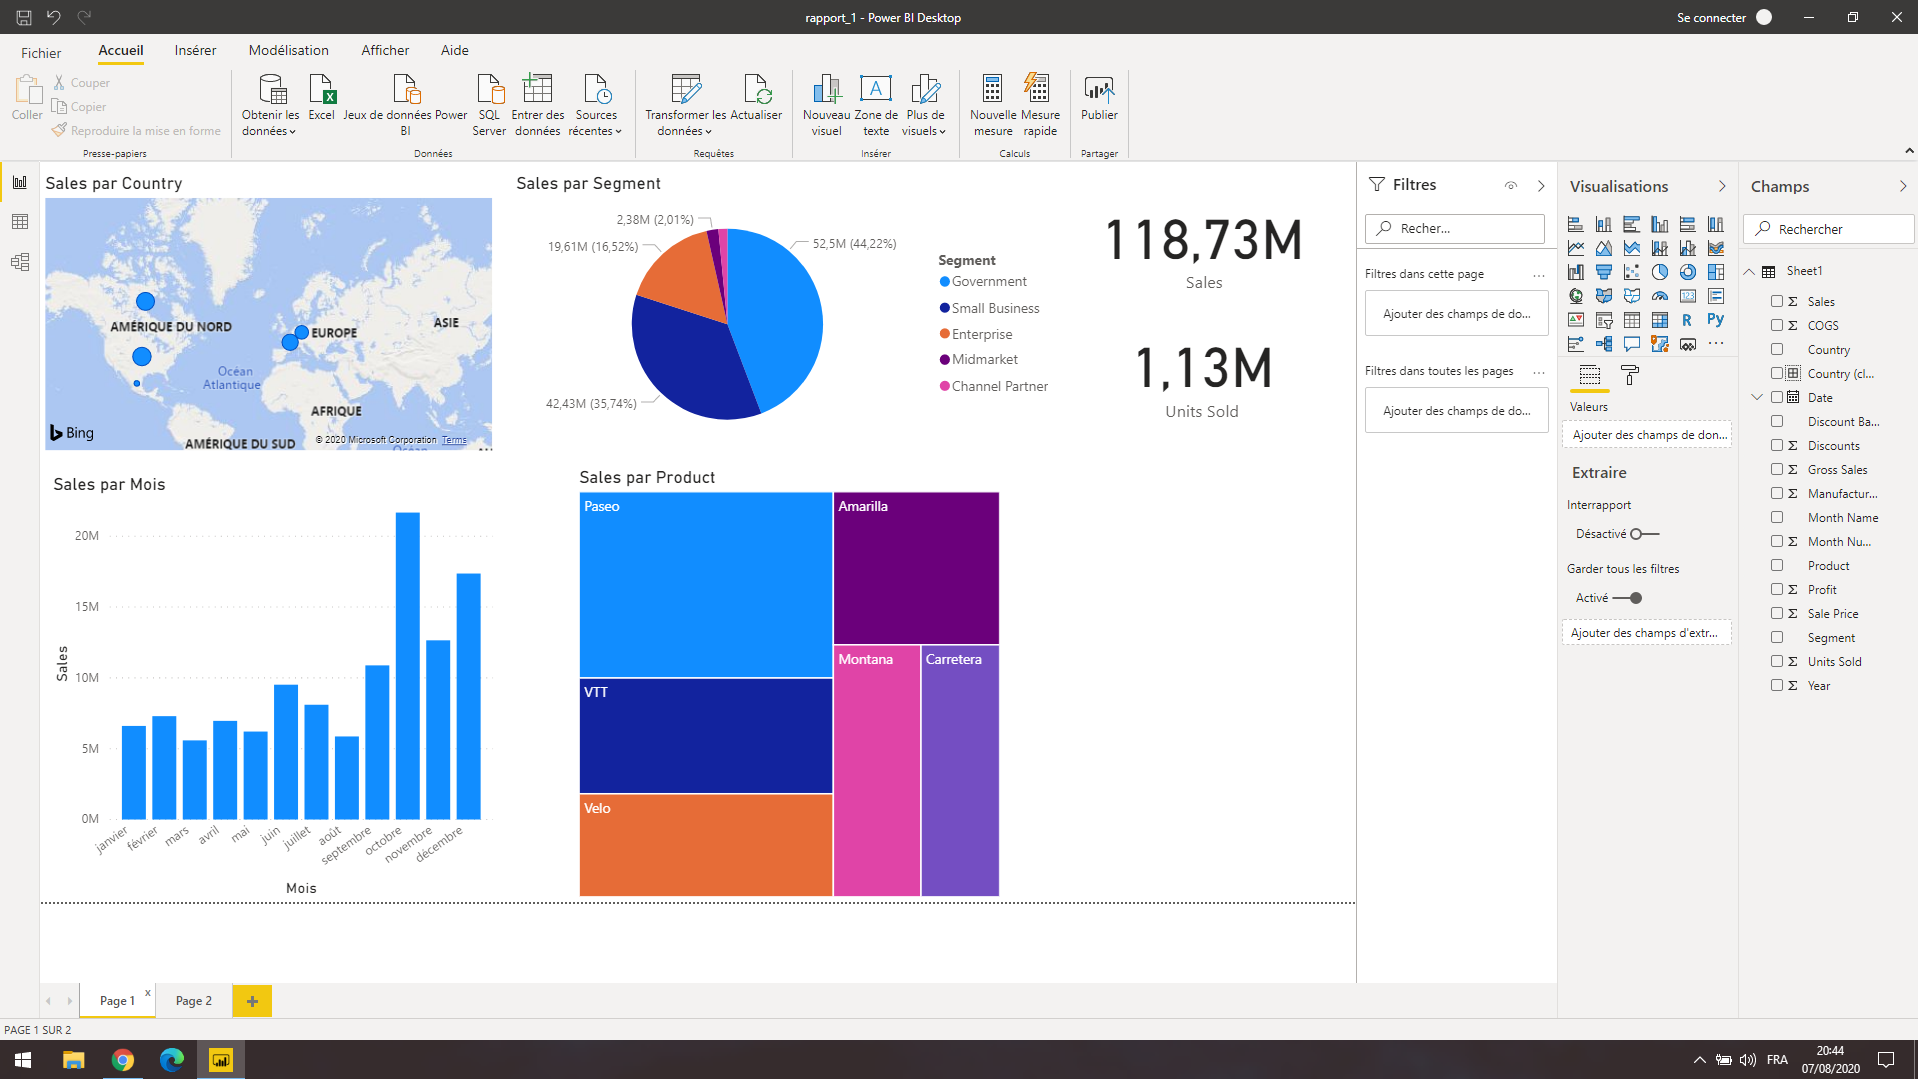 rapport_1 - Power BI Desktop
Se connecter
Fichier
Accueil
Insérer
Modélisation
Afficher
Aide
Coller
Couper
Copier
Reproduire la mise en forme
Presse-papiers
Obtenir les
données
Excel
Jeux de données Power
BI
SQL
Server
Entrer des
données
Sources
récentes
Données
Transformer les
données
Actualiser
Requêtes
Nouveau
visuel
Zone de
texte
Plus de
visuels
Insérer
Nouvelle
mesure
Mesure
rapide
Calculs
Publier
Partager
Sales par Country
AMÉRIQUE DU NORD
EUROPE
ASIE
Océan
Atlantique
AFRIQUE
AMÉRIQUE DU SUD
Bing
© 2020 Microsoft Corporation Terms
Sales par Segment
2,38M (2,01%)
19,61M (16,52%)
52,5M (44,22%)
42,43M (35,74%)
Segment
Government
Small Business
Enterprise
Midmarket
Channel Partner
118,73M
Sales
1,13M
Units Sold
Sales par Mois
20M
15M
10M
5M
0M
Sales
janvier
février
mars
avril
mai
juin
juillet
août
septembre
octobre
novembre
décembre
Mois
Sales par Product
Paseo
VTT
Velo
Amarilla
Montana
Carretera
Filtres
Recher...
Filtres dans cette page
...
Ajouter des champs de do...
Filtres dans toutes les pages
...
Ajouter des champs de do...
Visualisations
R
Py
123
...
Valeurs
Ajouter des champs de don...
Extraire
Interrapport
Désactivé
Garder tous les filtres
Activé
Ajouter des champs d'extr...
Champs
Rechercher
Sheet1
Σ Sales
Σ COGS
Country
Country (cl...
Date
Discount Ba...
Σ Discounts
Σ Gross Sales
Σ Manufactur...
Month Name
Σ Month Nu...
Product
Σ Profit
Σ Sale Price
Segment
Σ Units Sold
Σ Year
Page 1
x
Page 2
+
PAGE 1 SUR 2
FRA
20:44
07/08/2020